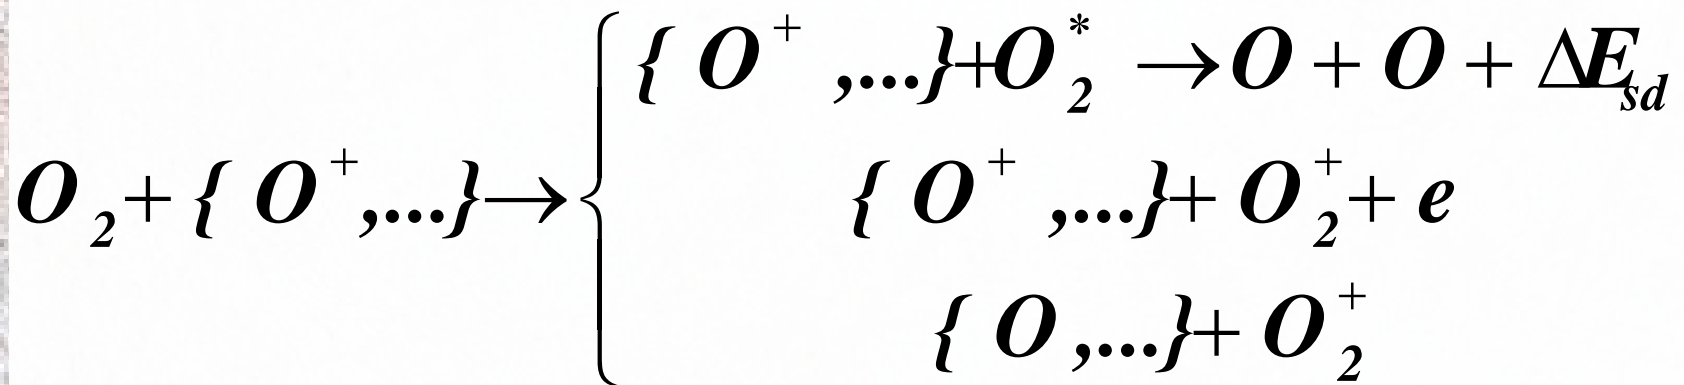 { O⁺ ,....}+O₂* → O + O + ΔE_sd
O₂ + { O⁺,...} → { { O⁺ ,....}+ O₂⁺ + e
{ O ,....}+ O₂⁺